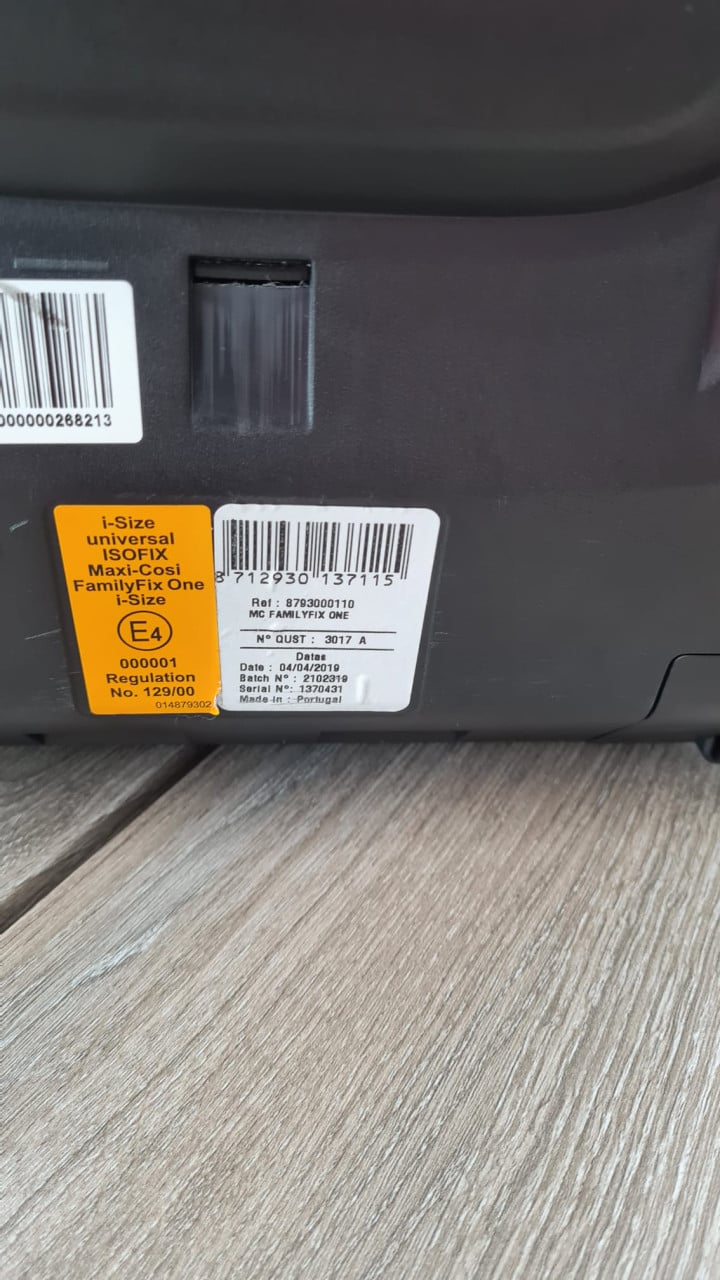 000000268213
i-Size
universal
ISOFIX
Maxi-Cosi
FamilyFix One
i-Size
E4
000001
Regulation
No. 129/00
014879302
8 712930 137115
Ref : 8793000110
MC FAMILYFIX ONE
N° QUST : 3017 A
Dates
Date : 04/04/2019
Batch N° : 2102319
Serial N°: 1370431
Made in : Portugal